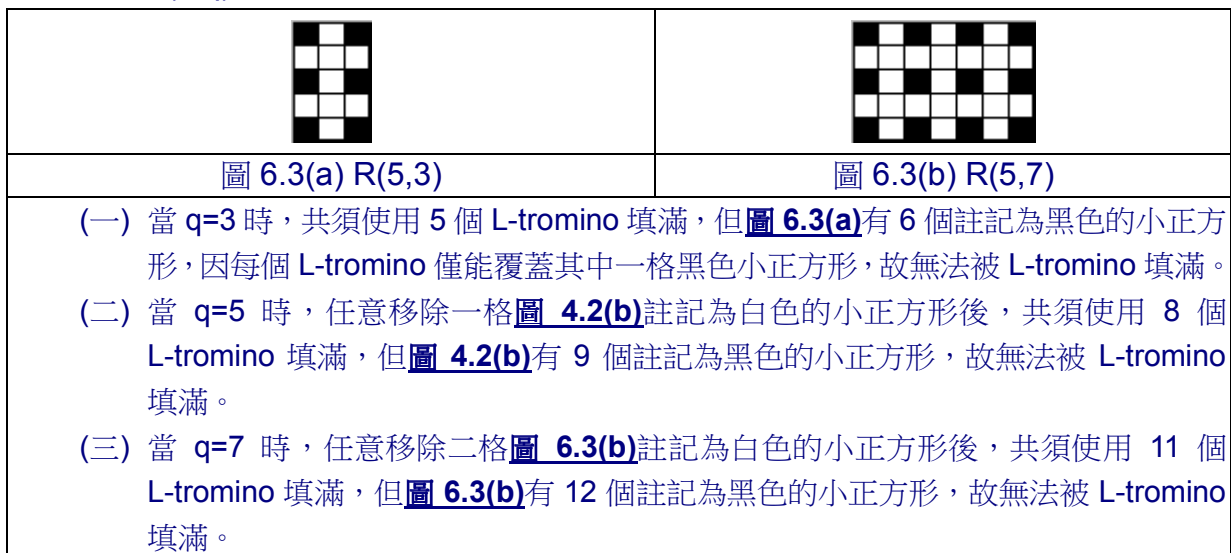 圖 6.3(a) R(5,3)
圖 6.3(b) R(5,7)
(一) 當 q=3 時，共須使用 5 個 L-tromino 填滿，但圖 6.3(a)有 6 個註記為黑色的小正方
形，因每個 L-tromino 僅能覆蓋其中一格黑色小正方形，故無法被 L-tromino 填滿。
(二) 當 q=5 時，任意移除一格圖 4.2(b)註記為白色的小正方形後，共須使用 8 個
L-tromino 填滿，但圖 4.2(b)有 9 個註記為黑色的小正方形，故無法被 L-tromino
填滿。
(三) 當 q=7 時，任意移除二格圖 6.3(b)註記為白色的小正方形後，共須使用 11 個
L-tromino 填滿，但圖 6.3(b)有 12 個註記為黑色的小正方形，故無法被 L-tromino
填滿。